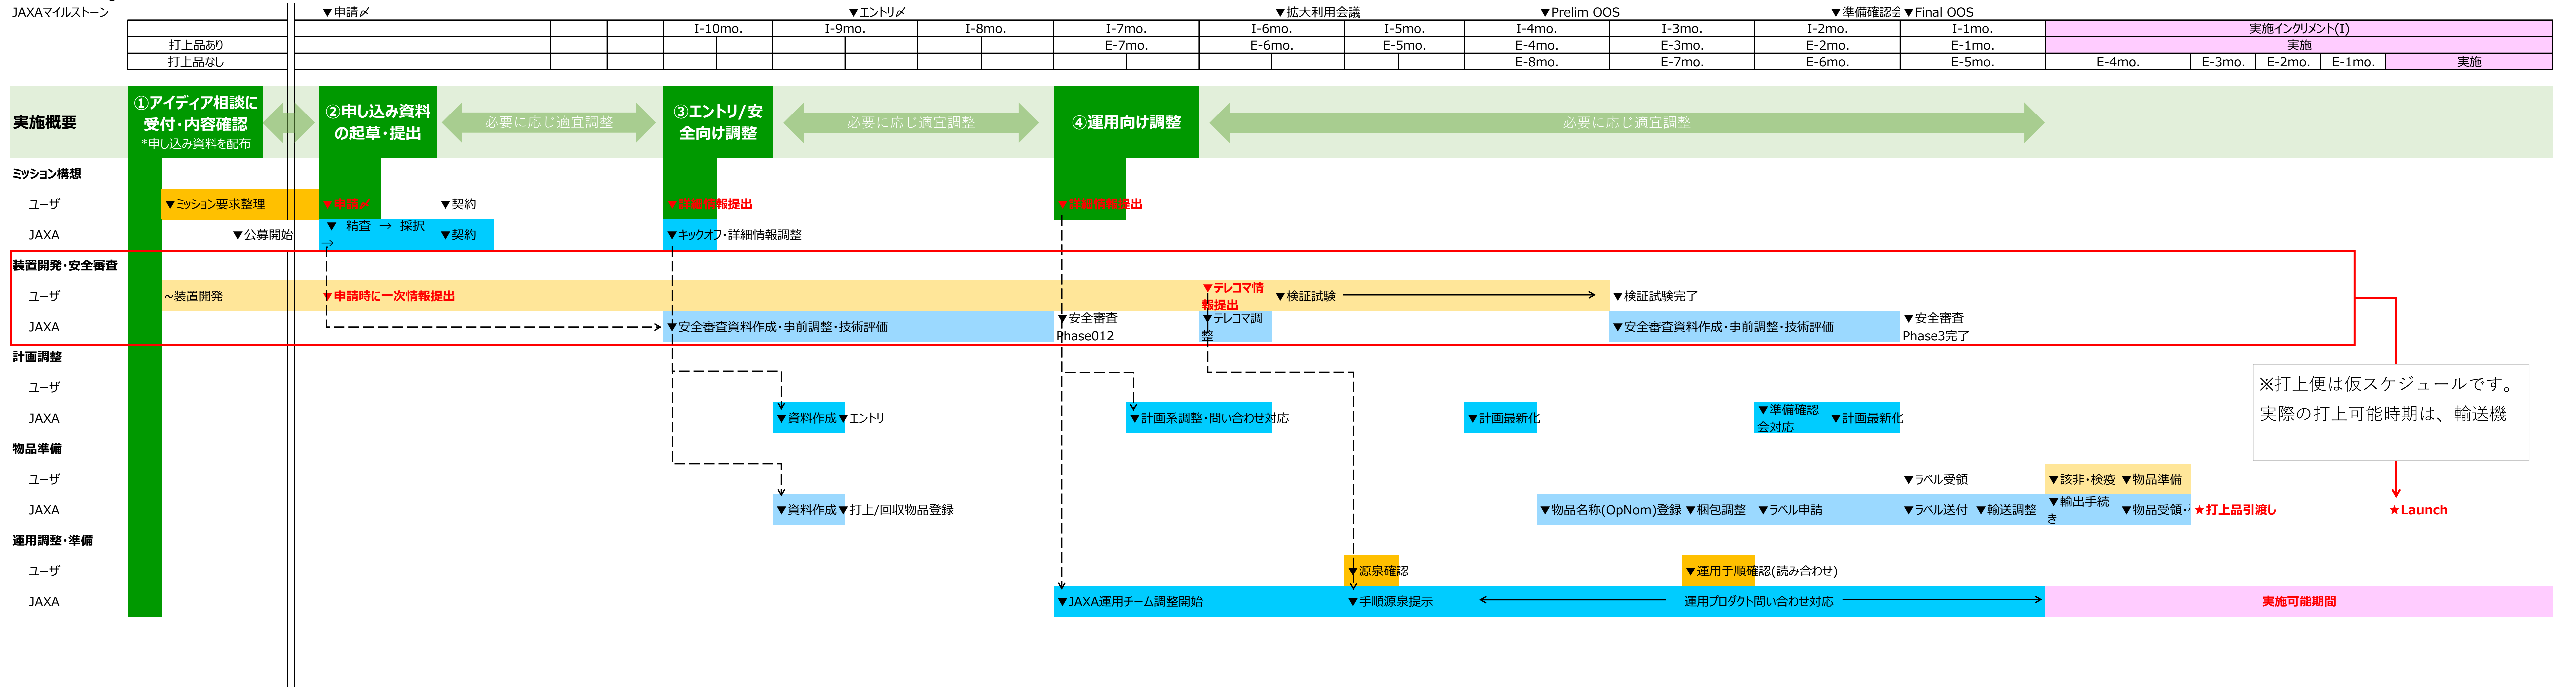 JAXAマイルストーン
▼申請〆
▼エントリ〆
▼拡大利用会議
▼Prelim OOS
▼準備確認会
▼Final OOS
I-10mo.
I-9mo.
I-8mo.
I-7mo.
I-6mo.
I-5mo.
I-4mo.
I-3mo.
I-2mo.
I-1mo.
実施インクリメント(I)
打上品あり
E-7mo.
E-6mo.
E-5mo.
E-4mo.
E-3mo.
E-2mo.
E-1mo.
実施
打上品なし
E-8mo.
E-7mo.
E-6mo.
E-5mo.
E-4mo.
E-3mo.
E-2mo.
E-1mo.
実施
実施概要
①アイディア相談に
受付・内容確認
*申し込み資料を配布
②申し込み資料
の起草・提出
必要に応じ適宜調整
③エントリ/安
全向け調整
必要に応じ適宜調整
④運用向け調整
必要に応じ適宜調整
ミッション構想
ユーザ
▼ミッション要求整理
▼申請〆
▼契約
▼詳細情報提出
▼詳細情報提出
JAXA
▼公募開始
▼ 精査 → 採択
→
▼契約
▼キックオフ・詳細情報調整
装置開発・安全審査
ユーザ
~装置開発
▼申請時に一次情報提出
▼テレコマ情
報提出
▼検証試験
▼検証試験完了
JAXA
▼安全審査資料作成・事前調整・技術評価
▼安全審査
Phase012
▼テレコマ調
整
▼安全審査資料作成・事前調整・技術評価
▼安全審査
Phase3完了
計画調整
ユーザ
JAXA
▼資料作成
▼エントリ
▼計画系調整・問い合わせ対応
▼計画最新化
▼準備確認
会対応
▼計画最新化
※打上便は仮スケジュールです。
実際の打上可能時期は、輸送機
物品準備
ユーザ
▼ラベル受領
▼該非・検疫
▼物品準備
JAXA
▼資料作成
▼打上/回収物品登録
▼物品名称(OpNom)登録
▼梱包調整
▼ラベル申請
▼ラベル送付
▼輸送調整
▼輸出手続
き
▼物品受領・
★打上品引渡し
★Launch
運用調整・準備
ユーザ
▼源泉確認
▼運用手順確認(読み合わせ)
JAXA
▼JAXA運用チーム調整開始
▼手順源泉提示
運用プロダクト問い合わせ対応
実施可能期間